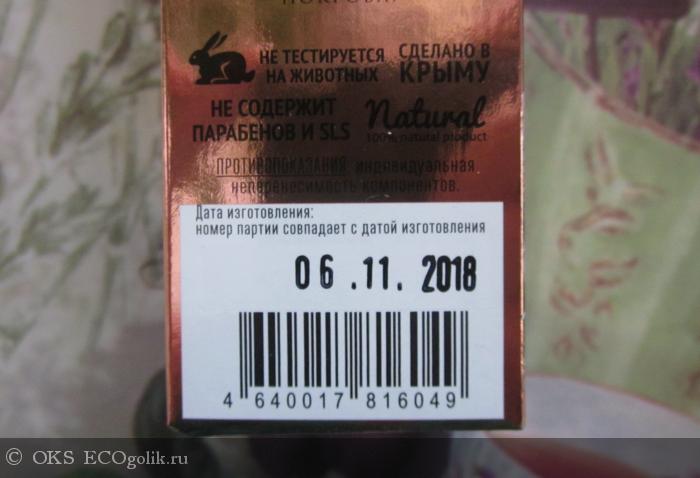 НЕ ТЕСТИРУЕТСЯ
НА ЖИВОТНЫХ
СДЕЛАНО В
КРЫМУ
НЕ СОДЕРЖИТ
ПАРАБЕНОВ И SLS
Natural
100% natural product
ПРОТИВОПОКАЗАНИЯ: индивидуальная
непереносимость компонентов.
Дата изготовления:
номер партии совпадает с датой изготовления
06.11.2018
4 640017 816049
© OKS ECOgolik.ru